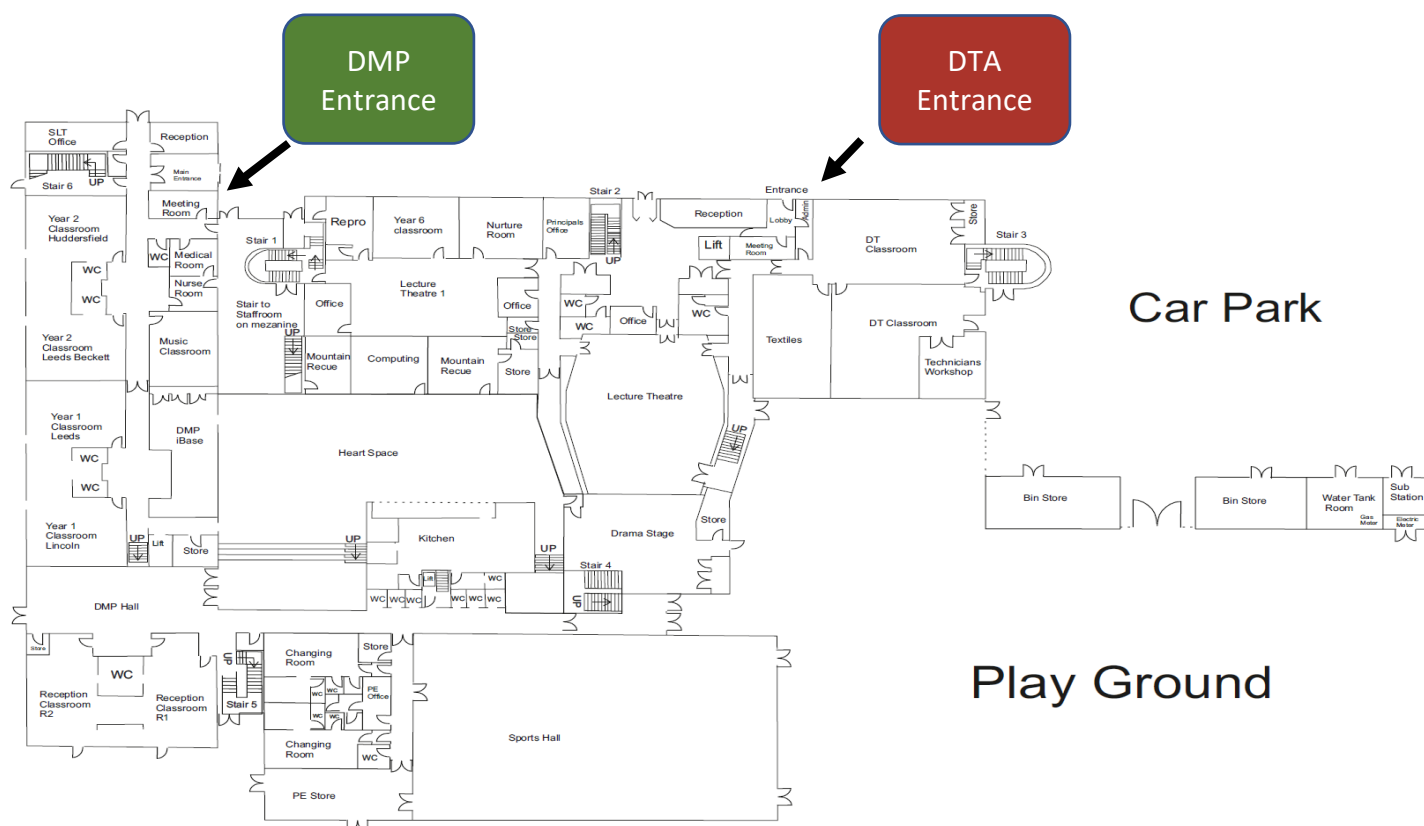 DMP
Entrance
DTA
Entrance
SLT
Office
Reception
Main
Entrance
Stair 6
UP
Meeting
Room
Year 2
Classroom
Huddersfield
WC
Medical
Room
WC
WC
Nurse
Room
Year 2
Classroom
Leeds Beckett
Music
Classroom
Stair 1
Stair to
Staffroom
on mezanine
UP
Repro
Year 6
classroom
Nurture
Room
Principals
Office
Stair 2
UP
Lecture
Theatre 1
Office
Office
Store
Store
Mountain
Recue
Computing
Mountain
Recue
Store
WC
WC
Office
WC
Reception
Entrance
Lobby
Admin
Lift
Meeting
Room
DT
Classroom
Store
Stair 3
Textiles
DT Classroom
Technicians
Workshop
Car Park
Lecture Theatre
UP
Year 1
Classroom
Leeds
DMP
iBase
WC
WC
Year 1
Classroom
Lincoln
UP
Lift
Store
Heart Space
UP
Kitchen
UP
Lift
WC
WC
WC
WC
WC
WC
WC
Drama Stage
Store
Stair 4
UP
Bin Store
Bin Store
Water Tank
Room
Gas
Meter
Sub
Station
Electric
Meter
DMP Hall
Store
WC
Reception
Classroom
R2
Reception
Classroom
R1
UP
Stair 5
Changing
Room
Store
WC
WC
PE
Office
WC
WC
Changing
Room
WC
PE Store
Sports Hall
Play Ground